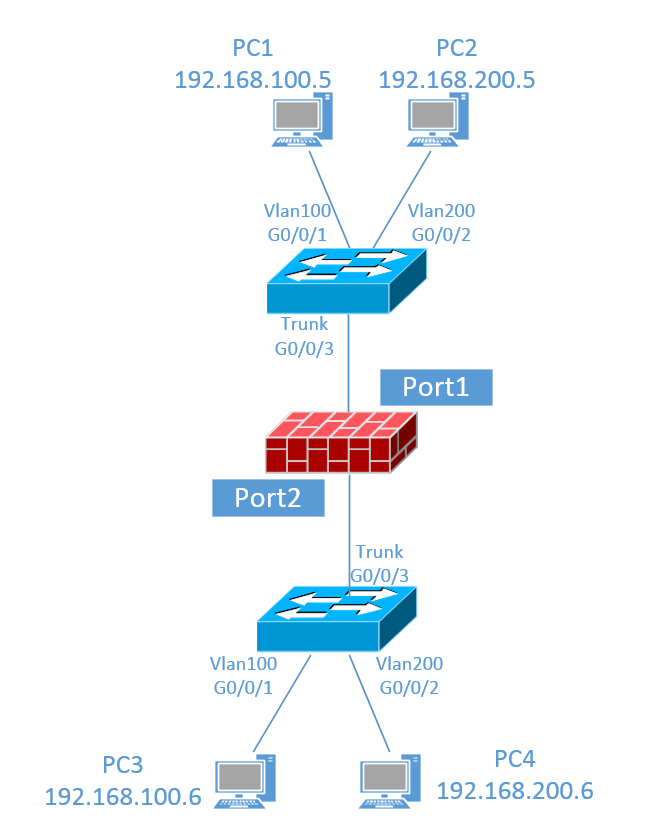 PC1
192.168.100.5
PC2
192.168.200.5
Vlan100
G0/0/1
Vlan200
G0/0/2
Trunk
G0/0/3
Port1
Port2
Trunk
G0/0/3
Vlan100
G0/0/1
Vlan200
G0/0/2
PC3
192.168.100.6
PC4
192.168.200.6